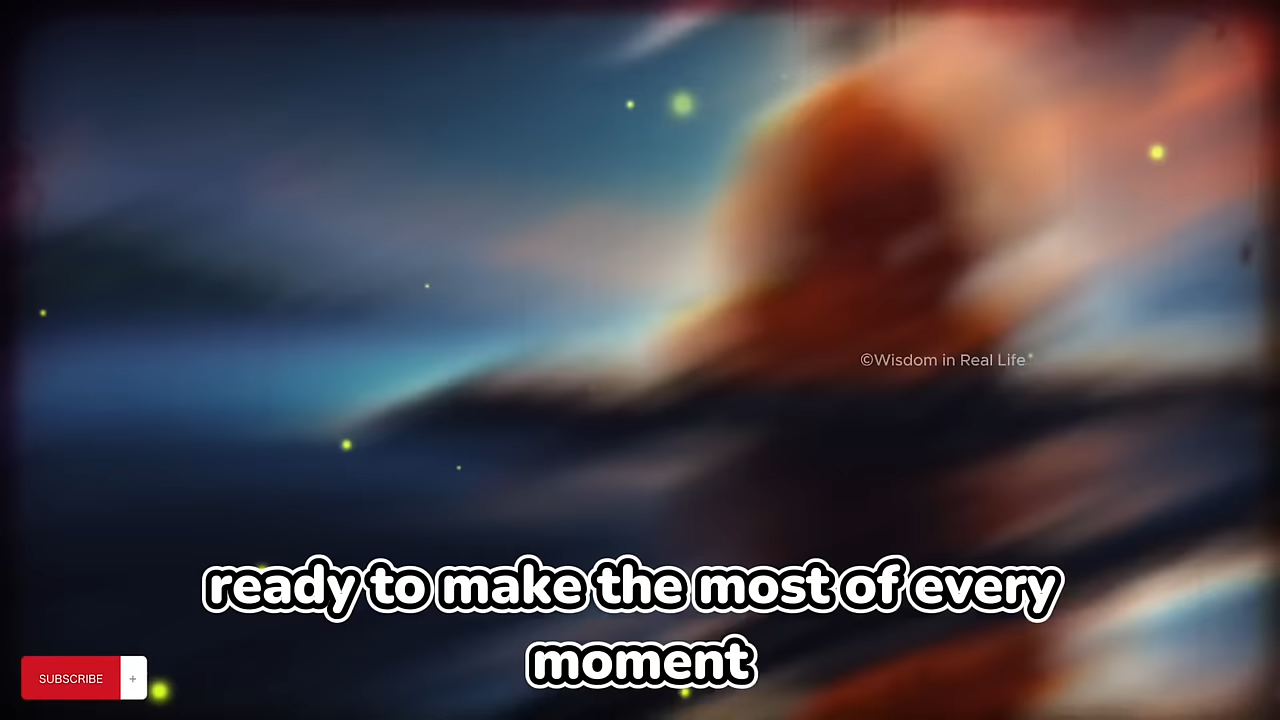 ©Wisdom in Real Life
ready to make the most of every
moment
SUBSCRIBE +